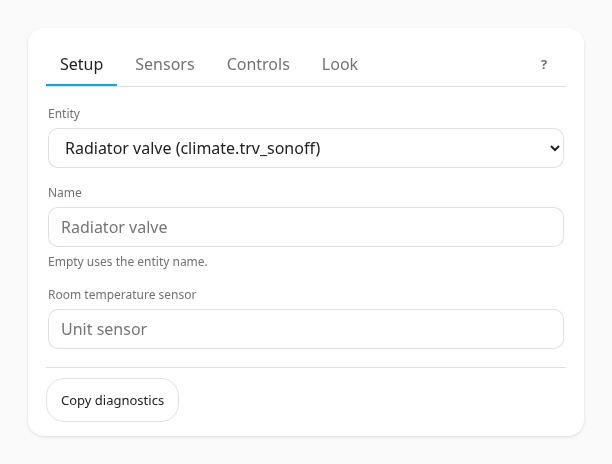 Setup
Sensors
Controls
Look
?
Entity
Radiator valve (climate.trv_sonoff)
Name
Radiator valve
Empty uses the entity name.
Room temperature sensor
Unit sensor
Copy diagnostics